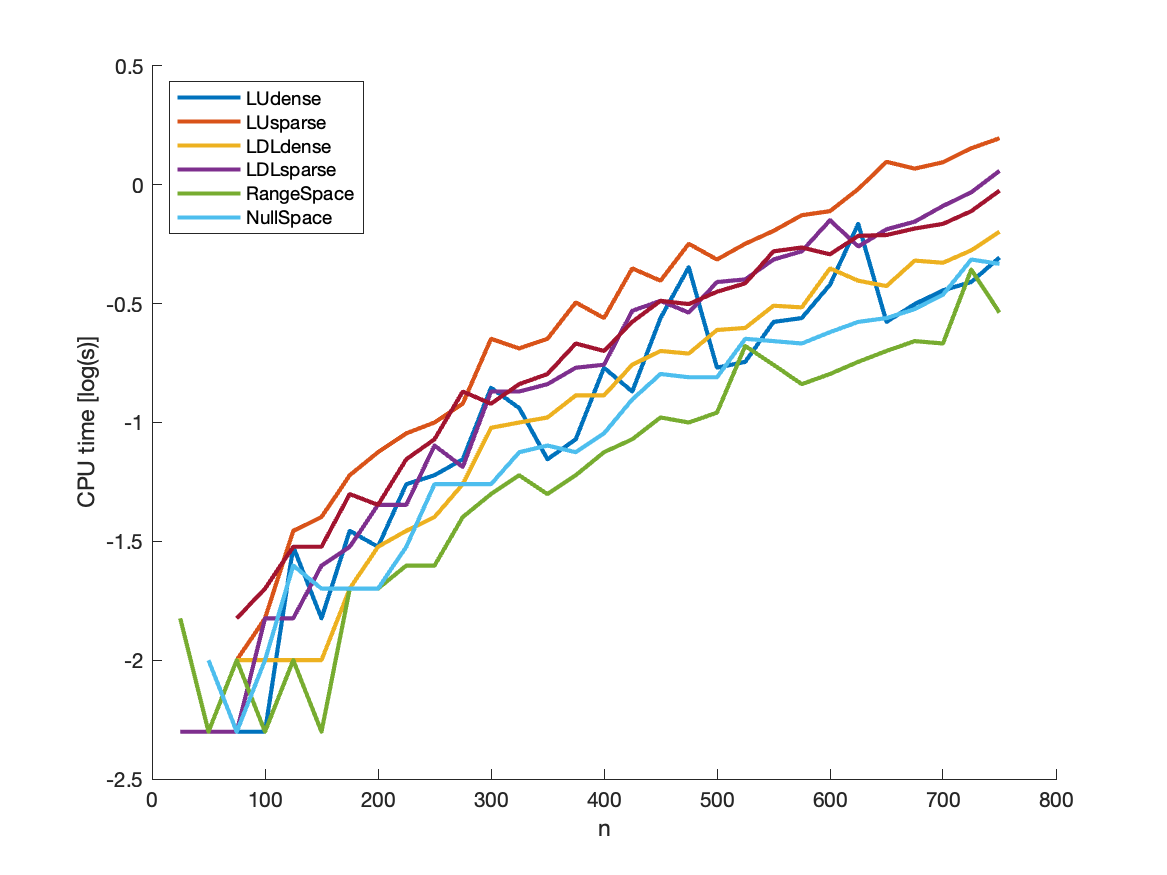 0.5
0
-0.5
-1
-1.5
-2
-2.5
CPU time [log(s)]
LUdense
LUsparse
LDLdense
LDLsparse
RangeSpace
NullSpace
0 100 200 300 400 500 600 700 800
n